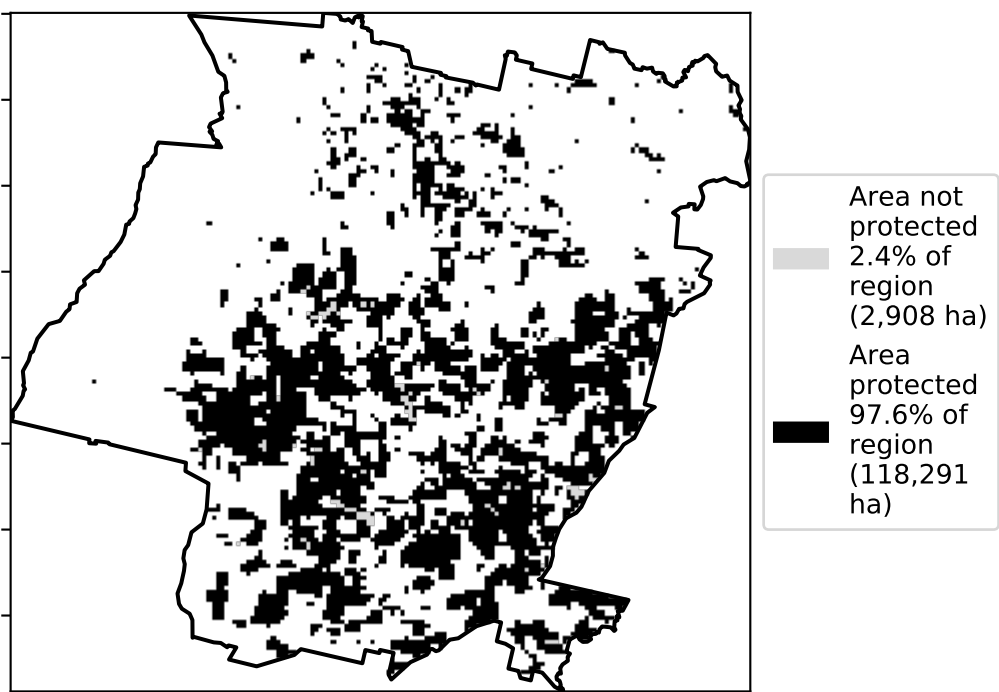 Area not
protected
2.4% of
region
(2,908 ha)
Area
protected
97.6% of
region
(118,291
ha)